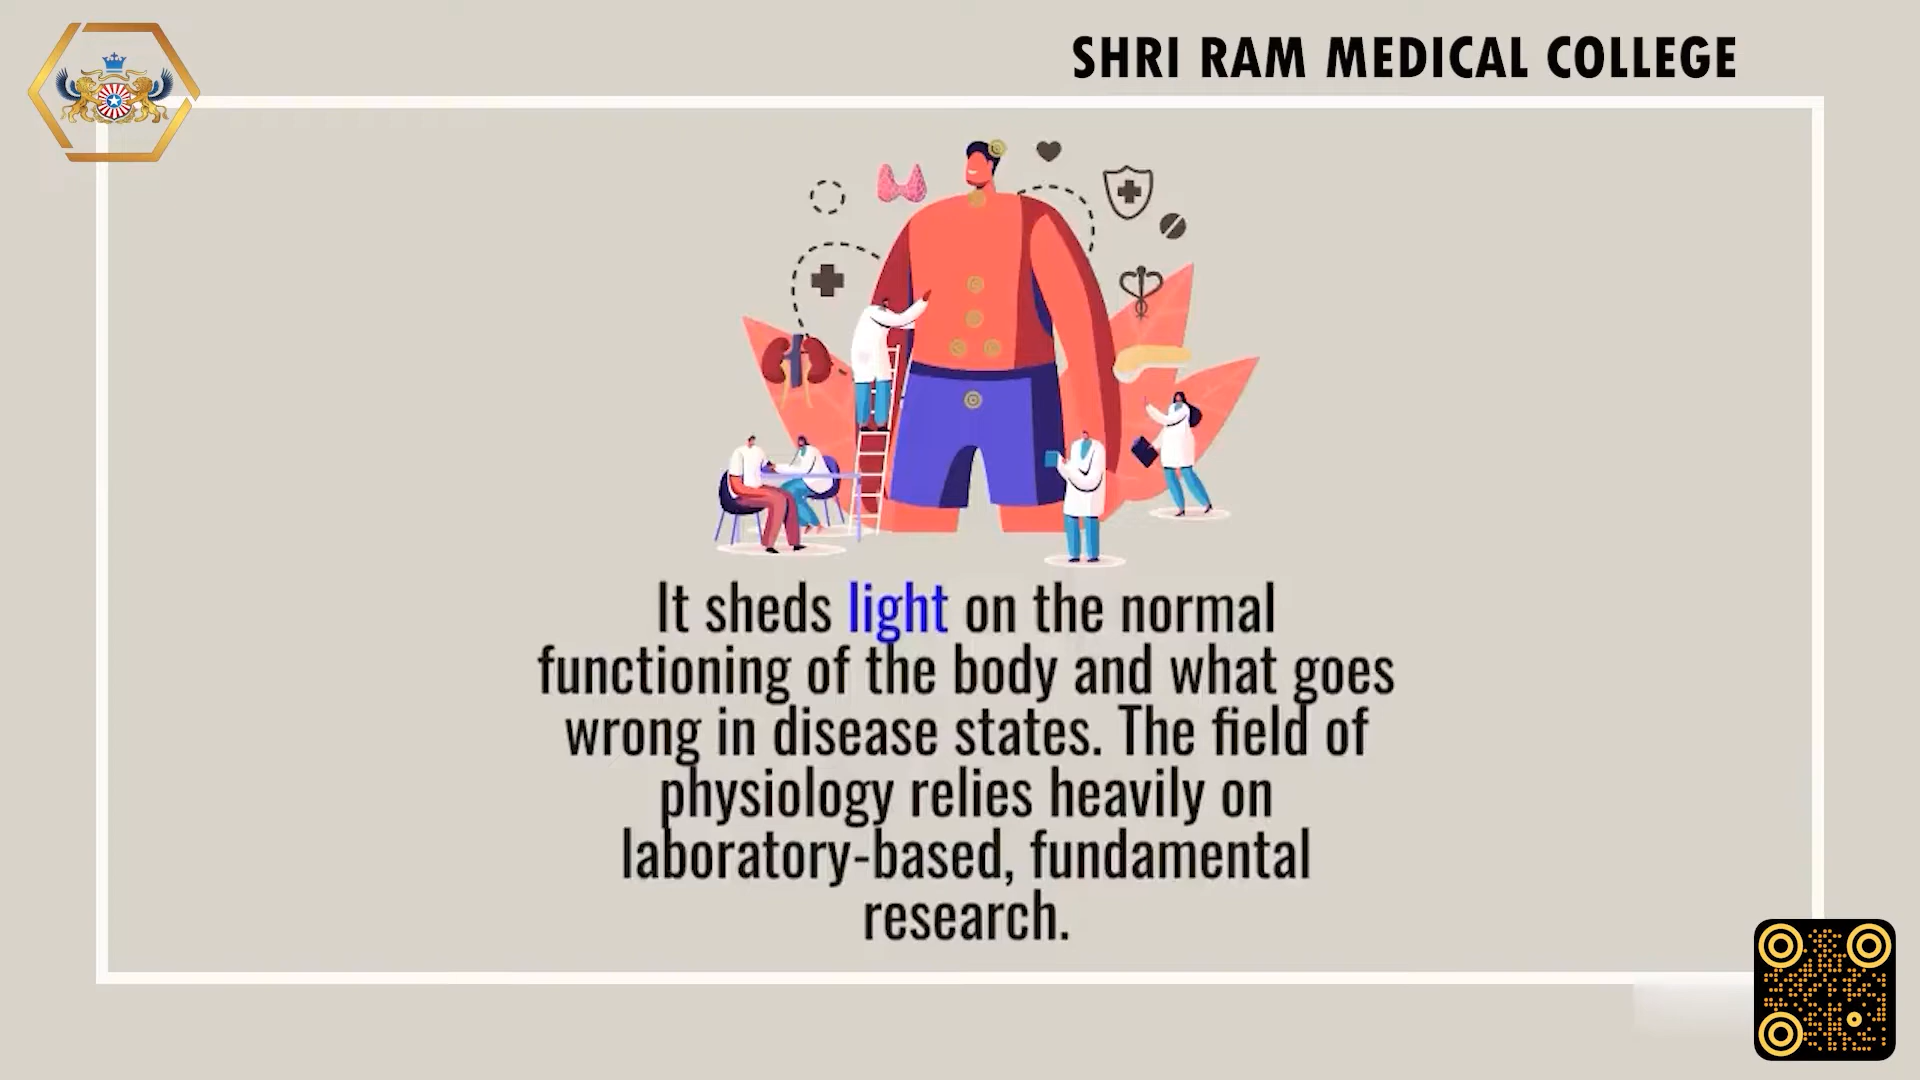 SHRI RAM MEDICAL COLLEGE
It sheds light on the normal
functioning of the body and what goes
wrong in disease states. The field of
physiology relies heavily on
laboratory-based, fundamental
research.